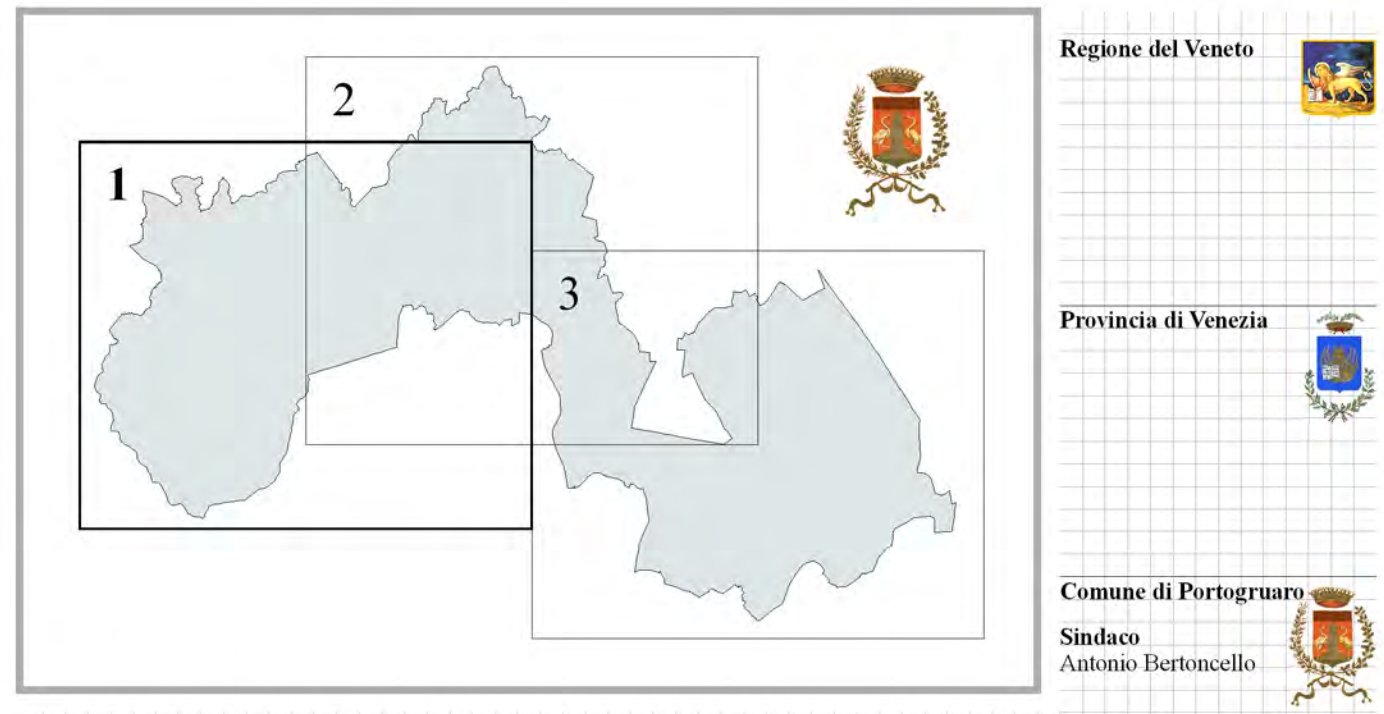 2
1
3
Regione del Veneto
Provincia di Venezia
Comune di Portogruaro
Sindaco
Antonio Bertoncello